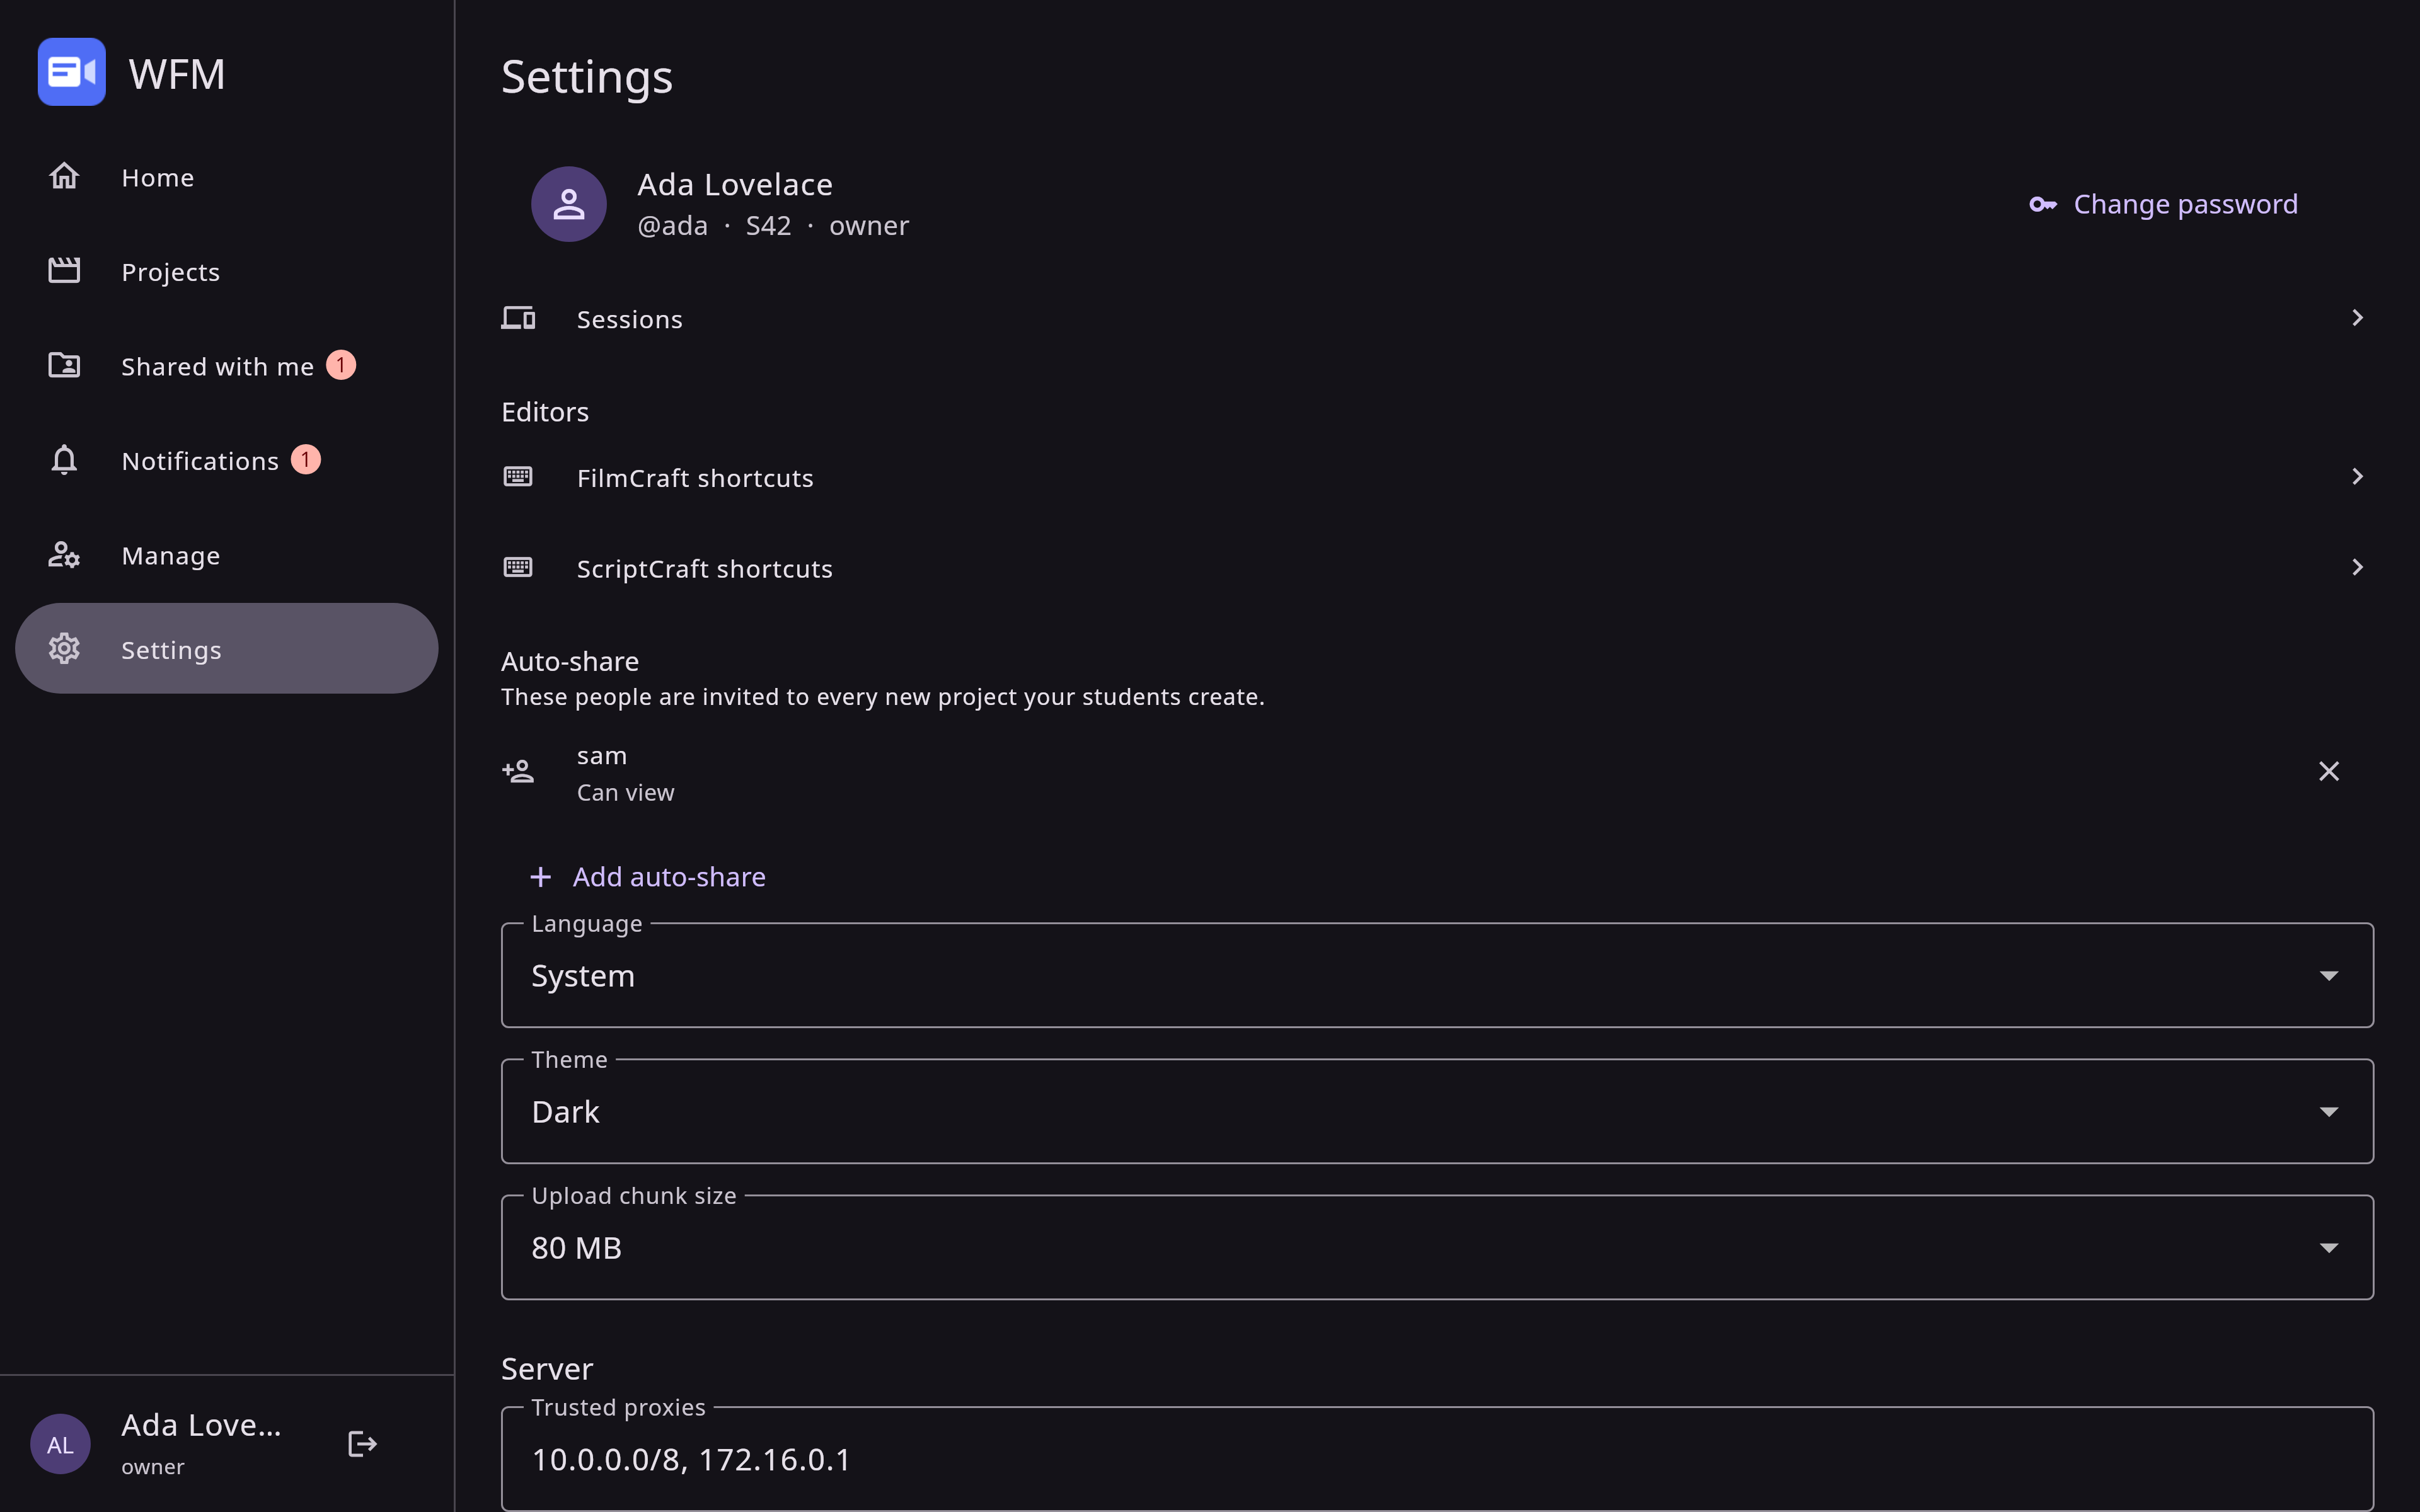 WFM
Home
Projects
Shared with me 1
Notifications 1
Manage
Settings
AL
Ada Love...
owner
Settings
Ada Lovelace
@ada · S42 · owner
Change password
Sessions
Editors
FilmCraft shortcuts
ScriptCraft shortcuts
Auto-share
These people are invited to every new project your students create.
sam
Can view
Add auto-share
Language
System
Theme
Dark
Upload chunk size
80 MB
Server
Trusted proxies
10.0.0.0/8, 172.16.0.1